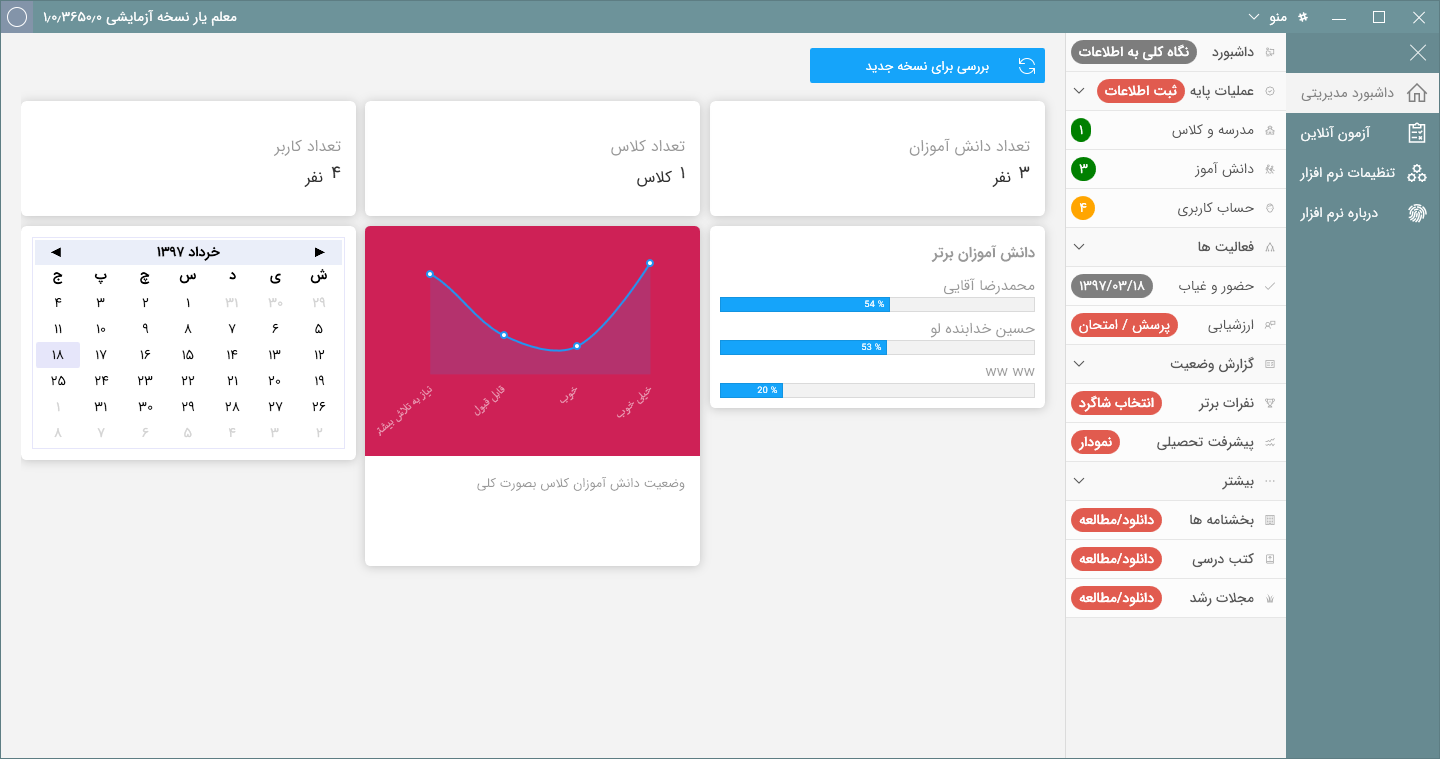 معلم یار نسخه آزمایشی ۱٫۰٫۳۶۵۰٫۰
منو
داشبورد مدیریتی
آزمون آنلاین
تنظیمات نرم افزار
درباره نرم افزار
داشبورد نگاه کلی به اطلاعات
عملیات پایه ثبت اطلاعات
مدرسه و کلاس ۱
دانش آموز ۳
حساب کاربری ۴
فعالیت ها
حضور و غیاب ۱۳۹۷/۰۳/۱۸
ارزشیابی پرسش / امتحان
گزارش وضعیت
نفرات برتر انتخاب شاگرد
پیشرفت تحصیلی نمودار
بیشتر
بخشنامه ها دانلود/مطالعه
کتب درسی دانلود/مطالعه
مجلات رشد دانلود/مطالعه
بررسی برای نسخه جدید
تعداد دانش آموزان
۳ نفر
تعداد کلاس
۱ کلاس
تعداد کاربر
۴ نفر
دانش آموزان برتر
محمدرضا آقایی
54 %
حسین خدابنده لو
53 %
ww ww
20 %
خیلی خوب
خوب
قابل قبول
نیاز به تلاش بیشتر
وضعیت دانش آموزان کلاس بصورت کلی
خرداد ۱۳۹۷
ش ی د س چ پ ج
۲۹ ۳۰ ۳۱ ۱ ۲ ۳ ۴
۵ ۶ ۷ ۸ ۹ ۱۰ ۱۱
۱۲ ۱۳ ۱۴ ۱۵ ۱۶ ۱۷ ۱۸
۱۹ ۲۰ ۲۱ ۲۲ ۲۳ ۲۴ ۲۵
۲۶ ۲۷ ۲۸ ۲۹ ۳۰ ۳۱ ۱
۲ ۳ ۴ ۵ ۶ ۷ ۸